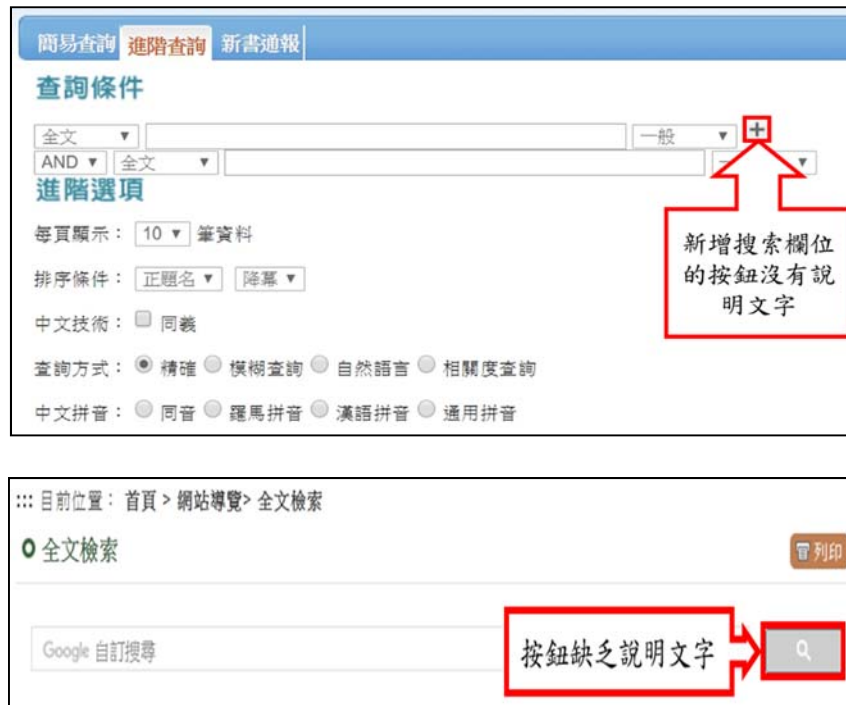 簡易查詢 進階查詢 新書通報
查詢條件
全文 一般 +
AND 全文
進階選項
每頁顯示： 10 筆資料
排序條件： 正題名 降冪
中文技術： 同義
查詢方式： 精確 模糊查詢 自然語言 相關度查詢
中文拼音： 同音 羅馬拼音 漢語拼音 通用拼音
新增搜索欄位
的按鈕沒有說
明文字
::: 目前位置： 首頁 > 網站導覽> 全文檢索
全文檢索
列印
Google 自訂搜尋
按鈕缺乏說明文字